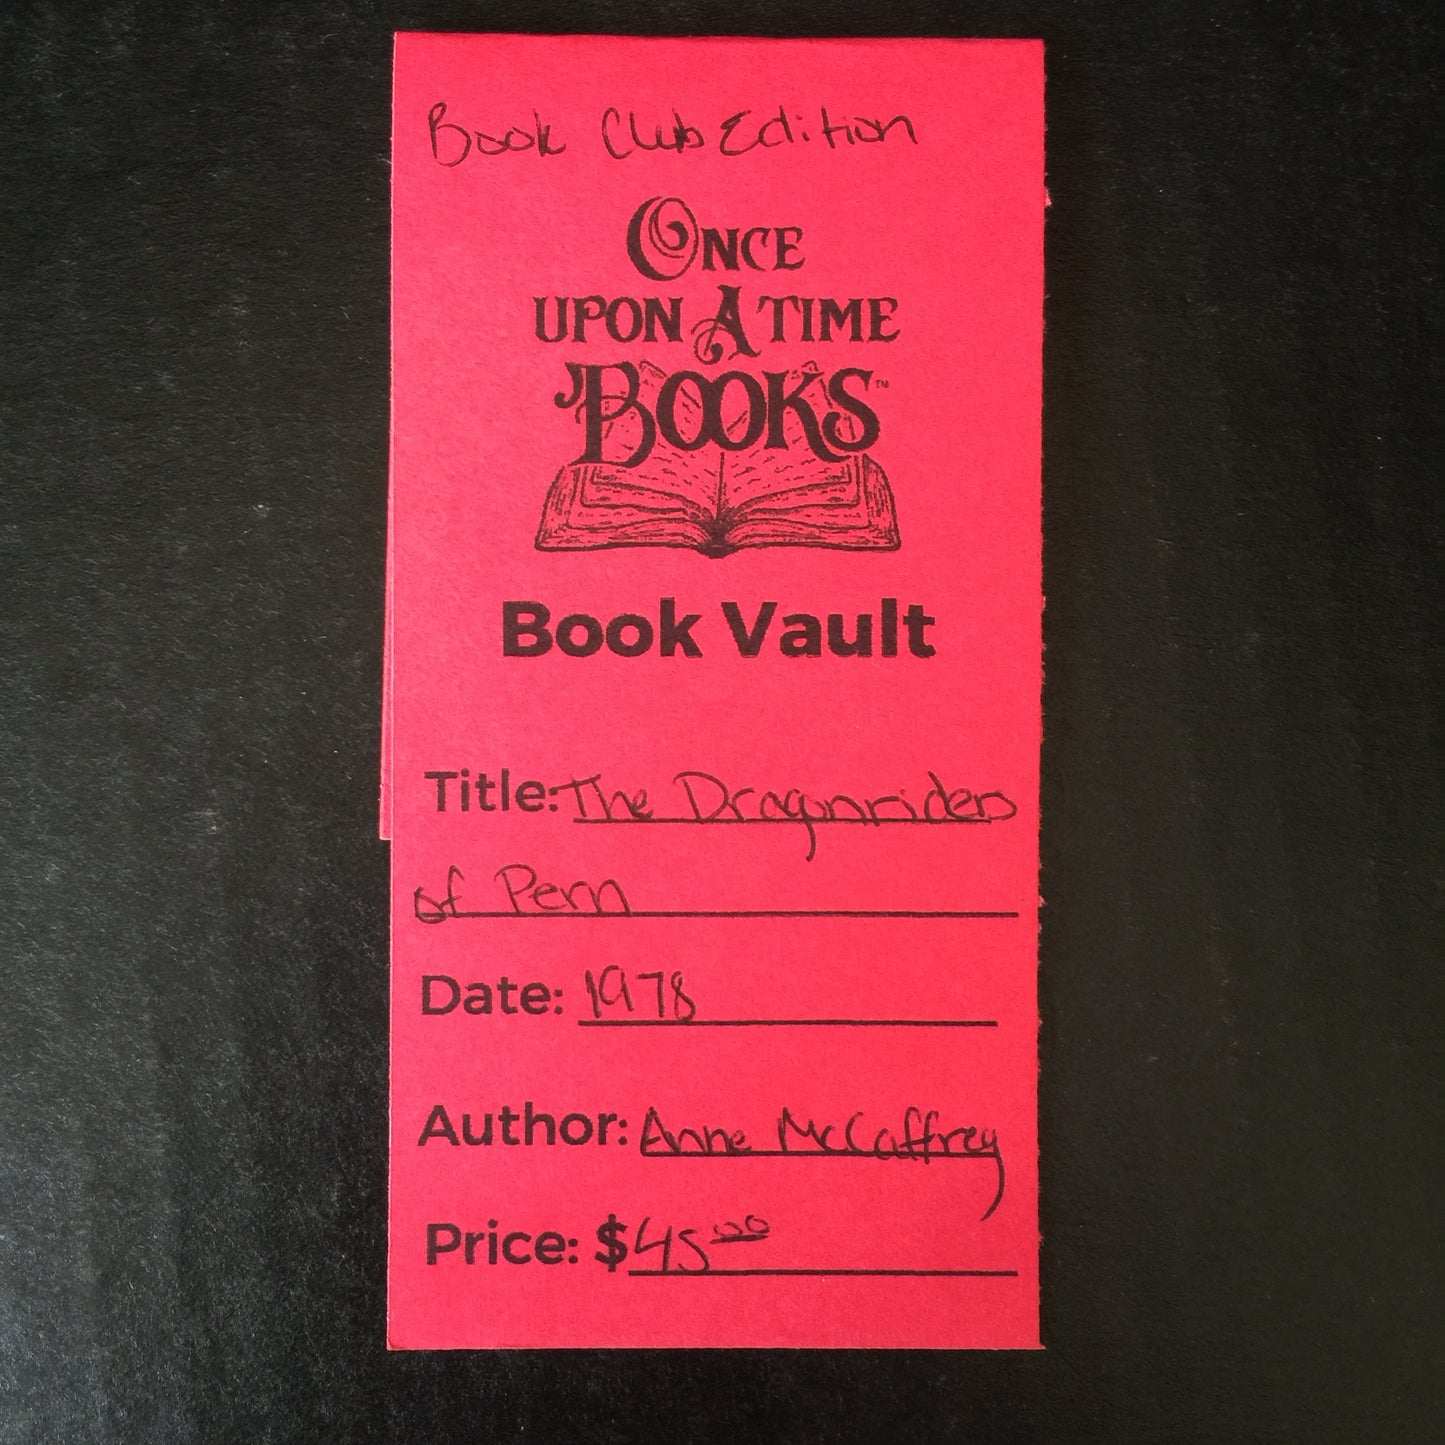 Book Club Edition
ONCE
UPON A TIME
BOOKS™
Book Vault
Title: The Dragonriders
of Pern
Date: 1978
Author: Anne McCaffrey
Price: $45.00